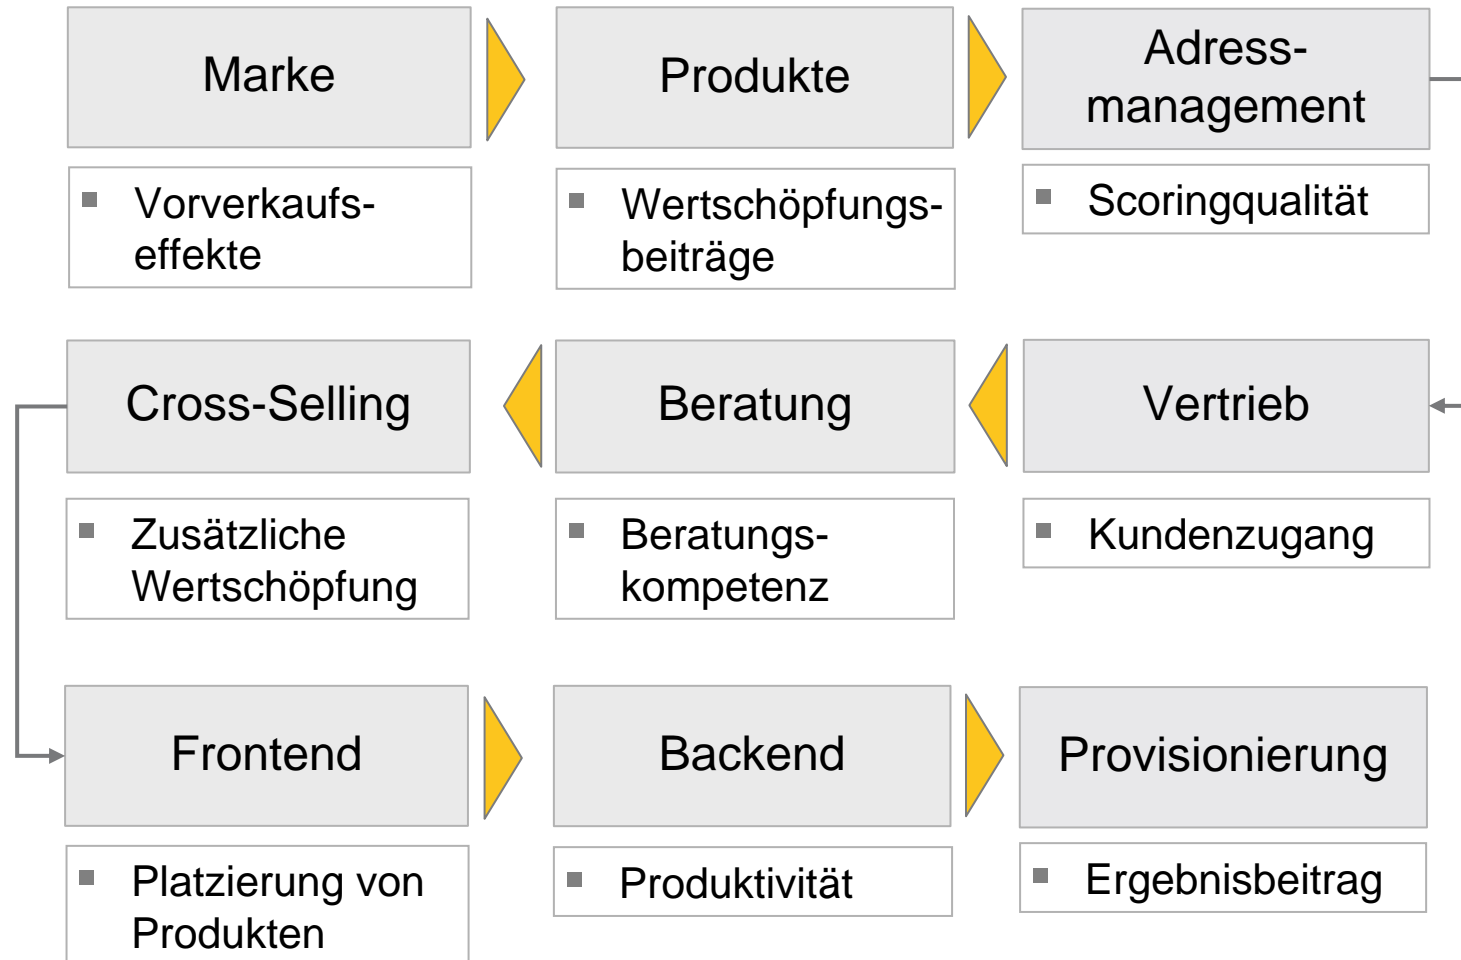 Marke
Produkte
Adress-
management
Vorverkaufs-
effekte
Wertschöpfungs-
beiträge
Scoringqualität
Cross-Selling
Beratung
Vertrieb
Zusätzliche
Wertschöpfung
Beratungs-
kompetenz
Kundenzugang
Frontend
Backend
Provisionierung
Platzierung von
Produkten
Produktivität
Ergebnisbeitrag